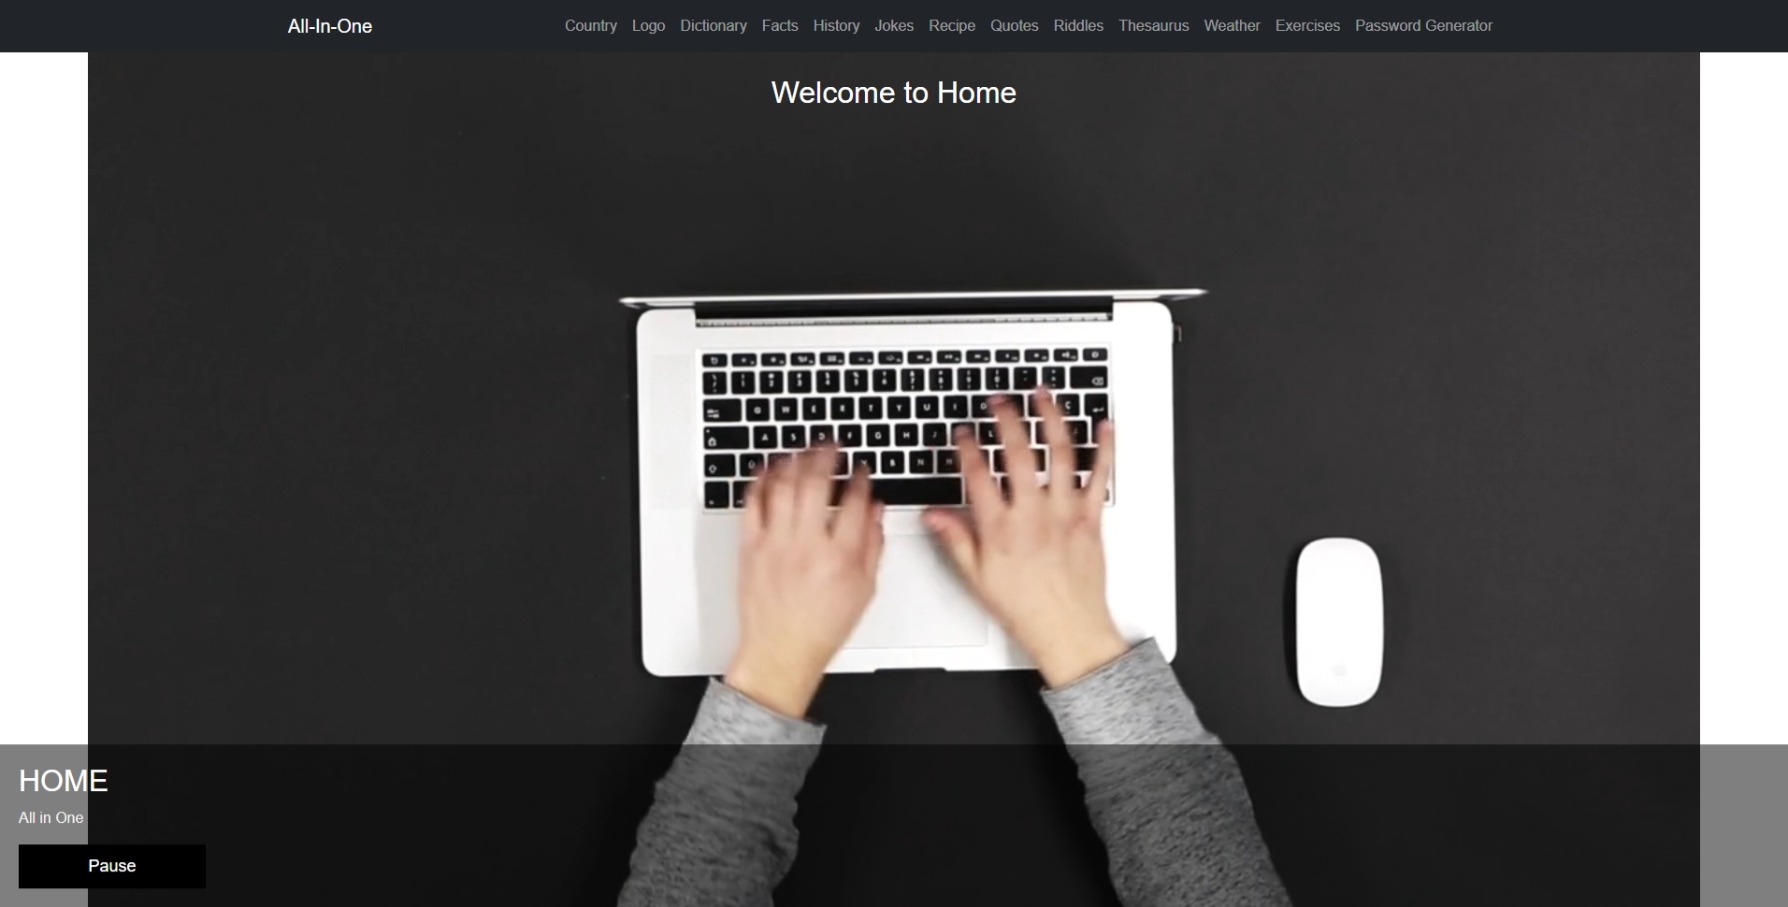 All-In-One Country Logo Dictionary Facts History Jokes Recipe Quotes Riddles Thesaurus Weather Exercises Password Generator
Welcome to Home
HOME
All in One
Pause